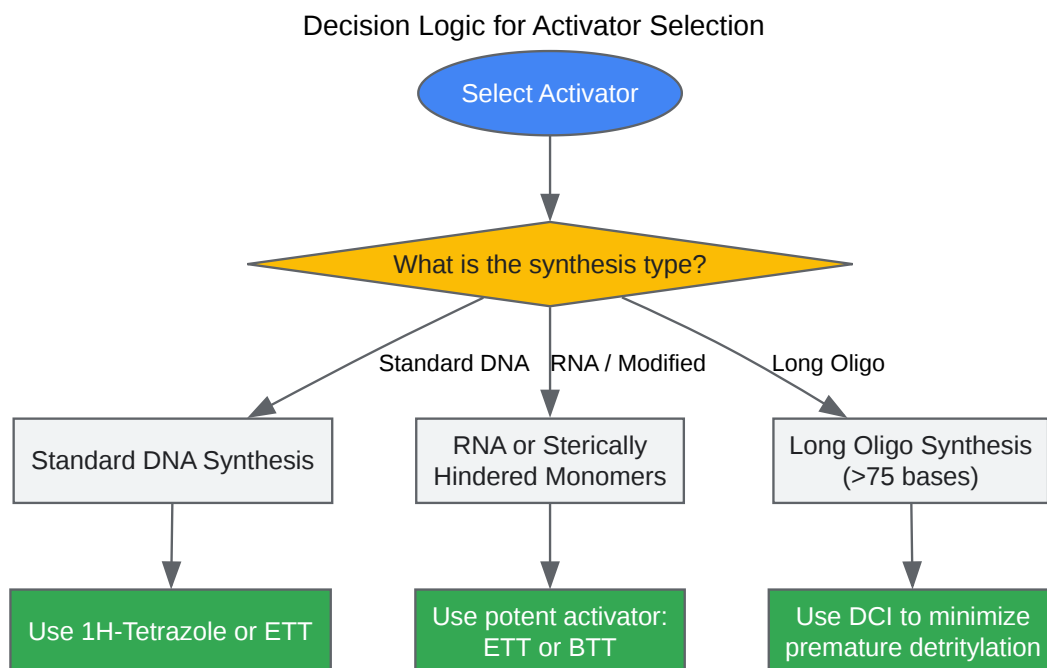 Decision Logic for Activator Selection
Select Activator
What is the synthesis type?
Standard DNA
RNA / Modified
Long Oligo
Standard DNA Synthesis
RNA or Sterically
Hindered Monomers
Long Oligo Synthesis
(>75 bases)
Use 1H-Tetrazole or ETT
Use potent activator:
ETT or BTT
Use DCI to minimize
premature detritylation